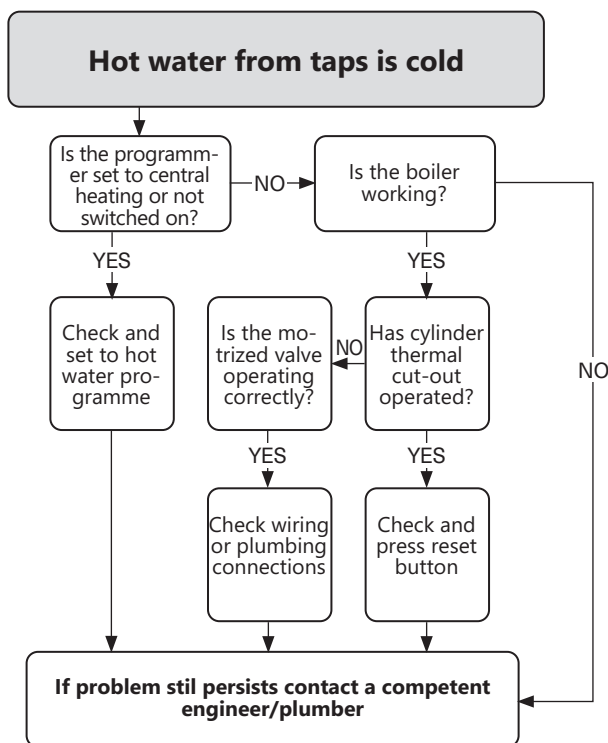 Hot water from taps is cold
Is the programm-
er set to central
heating or not
switched on?
NO
Is the boiler
working?
YES
YES
Check and
set to hot
water pro-
gramme
Is the mo-
trized valve
operating
correctly?
NO
Has cylinder
thermal
cut-out
operated?
NO
YES
YES
Check wiring
or plumbing
connections
Check and
press reset
button
If problem stil persists contact a competent
engineer/plumber